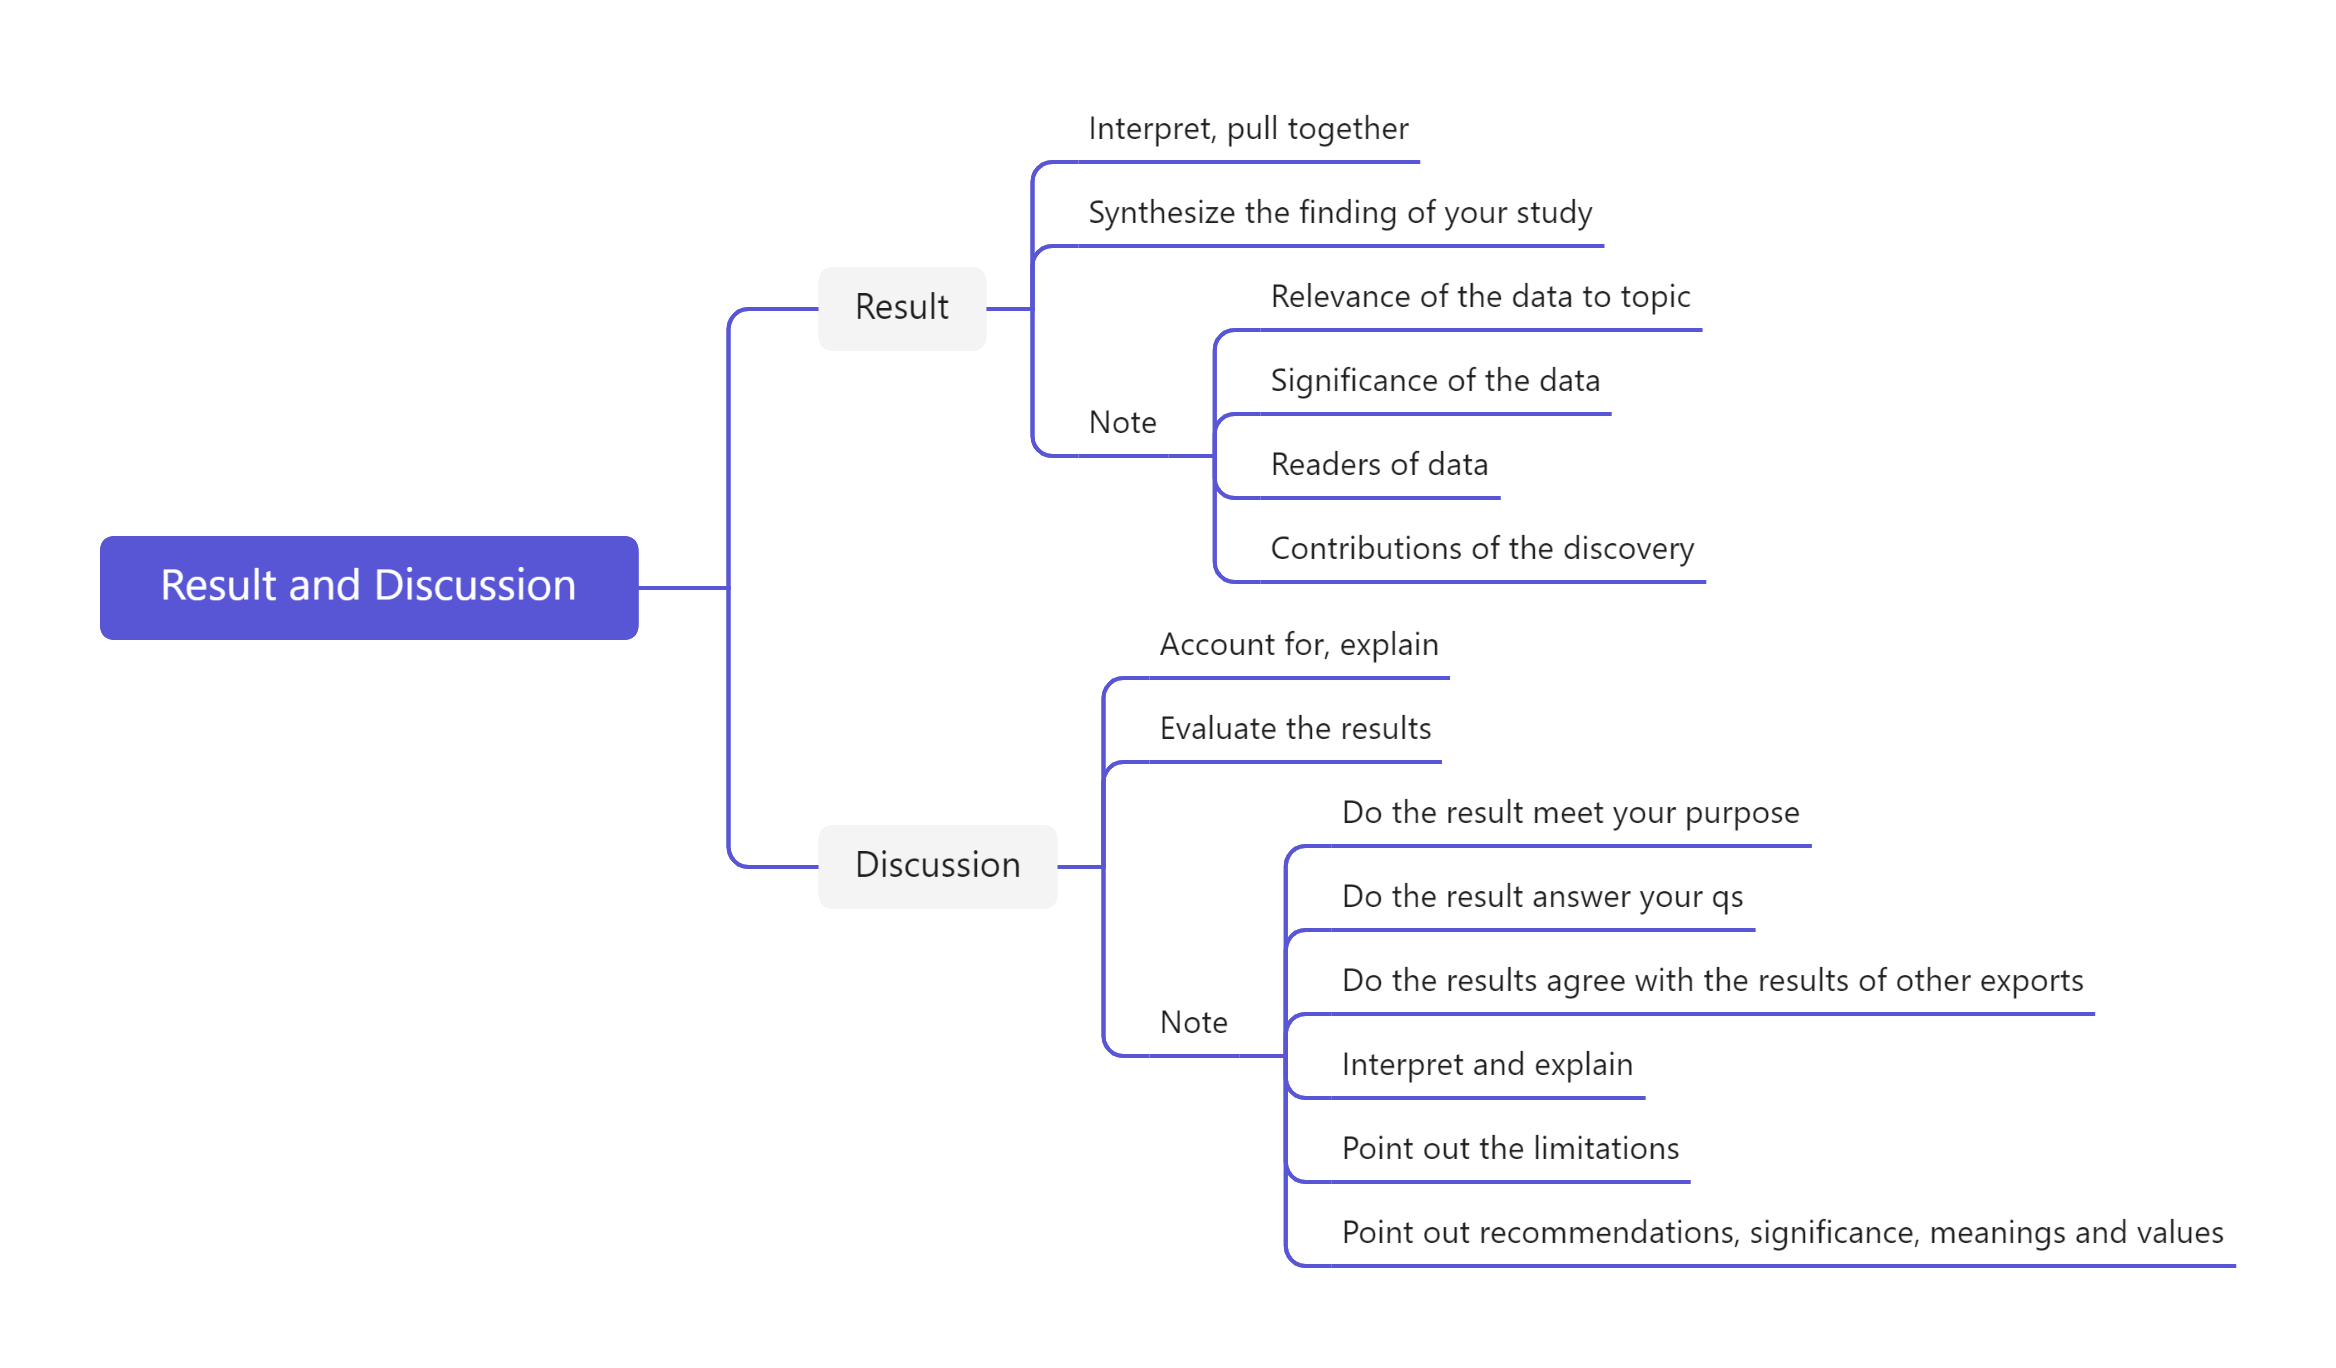 Result and Discussion
Result
Interpret, pull together
Synthesize the finding of your study
Note
Relevance of the data to topic
Significance of the data
Readers of data
Contributions of the discovery
Discussion
Account for, explain
Evaluate the results
Note
Do the result meet your purpose
Do the result answer your qs
Do the results agree with the results of other exports
Interpret and explain
Point out the limitations
Point out recommendations, significance, meanings and values